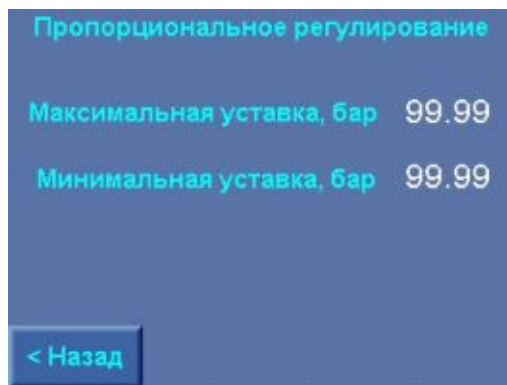 Пропорциональное регулирование
Максимальная уставка, бар 99.99
Минимальная уставка, бар 99.99
< Назад